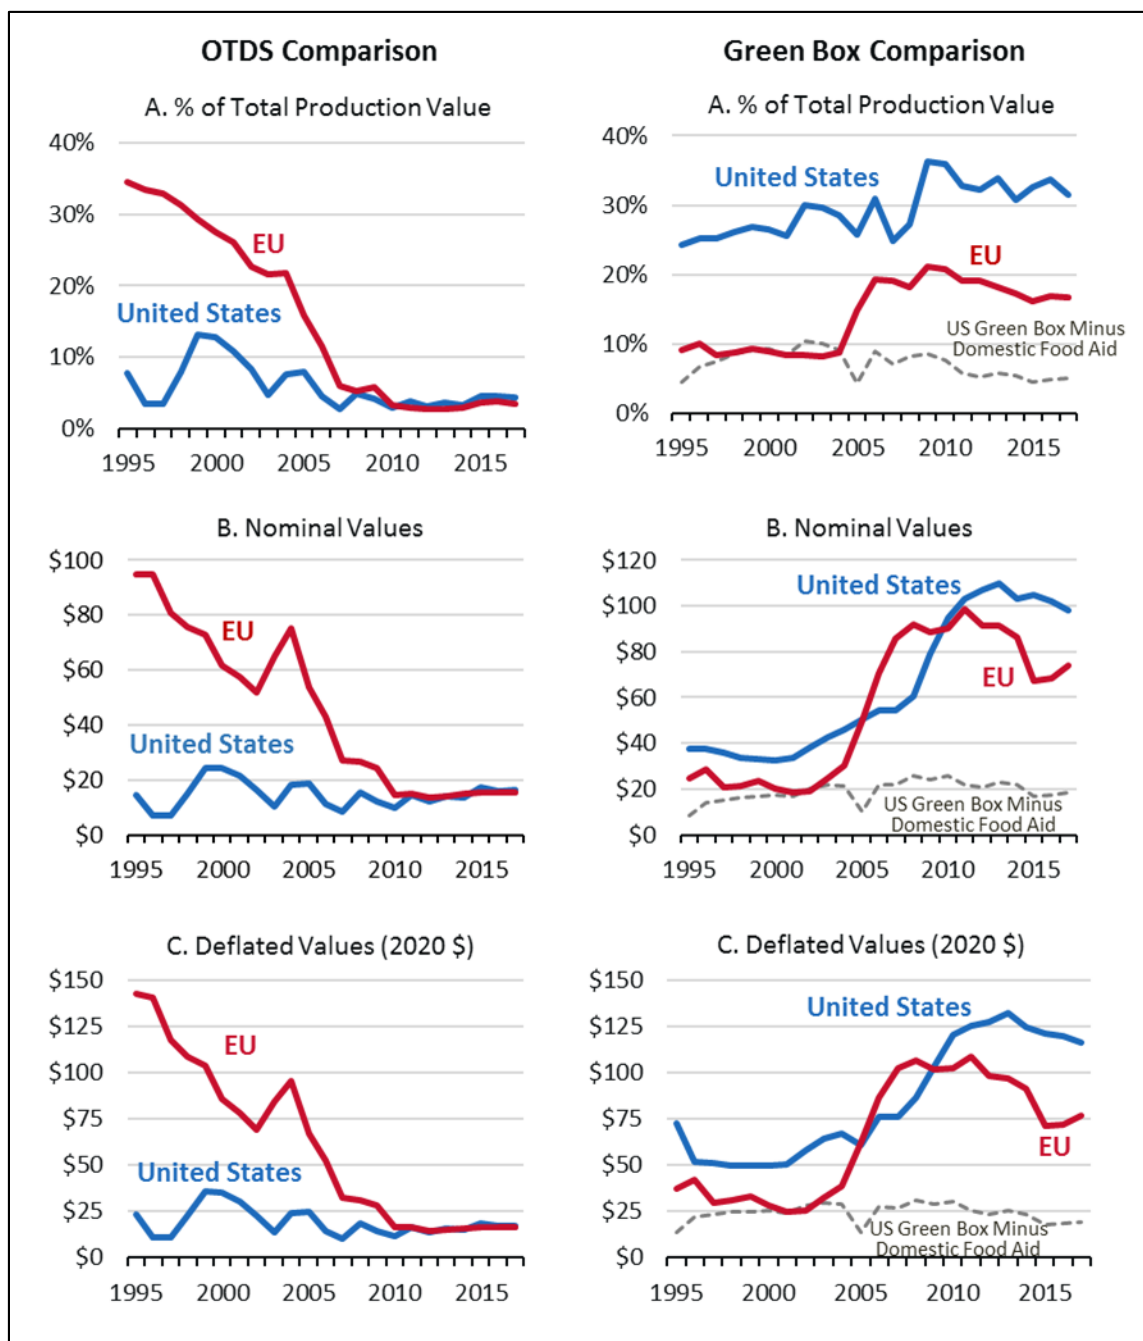 OTDS Comparison
A. % of Total Production Value
40%
30%
20%
10%
0%
EU
United States
1995 2000 2005 2010 2015
B. Nominal Values
$100
$80
$60
$40
$20
$0
EU
United States
1995 2000 2005 2010 2015
C. Deflated Values (2020 $)
$150
$125
$100
$75
$50
$25
$0
EU
United States
1995 2000 2005 2010 2015
Green Box Comparison
A. % of Total Production Value
40%
30%
20%
10%
0%
United States
EU
US Green Box Minus
Domestic Food Aid
1995 2000 2005 2010 2015
B. Nominal Values
$120
$100
$80
$60
$40
$20
$0
United States
EU
US Green Box Minus
Domestic Food Aid
1995 2000 2005 2010 2015
C. Deflated Values (2020 $)
$150
$125
$100
$75
$50
$25
$0
United States
EU
US Green Box Minus
Domestic Food Aid
1995 2000 2005 2010 2015